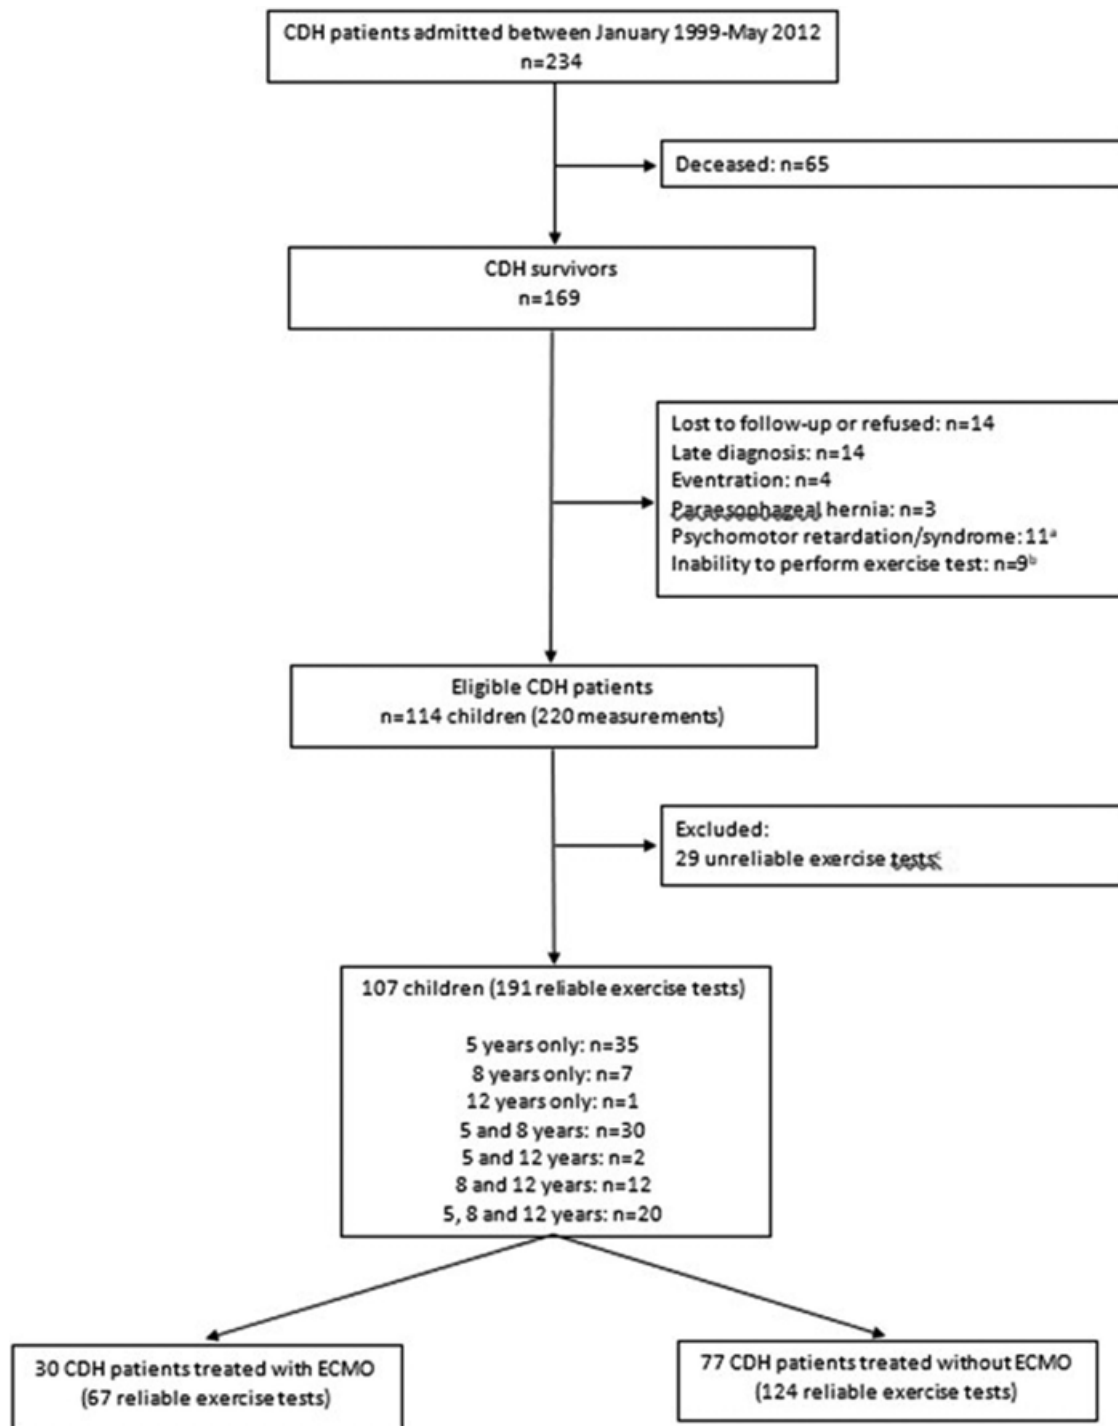 CDH patients admitted between January 1999-May 2012
n=234
Deceased: n=65
CDH survivors
n=169
Lost to follow-up or refused: n=14
Late diagnosis: n=14
Eventration: n=4
Paraesophageal hernia: n=3
Psychomotor retardation/syndrome: 11ᵃ
Inability to perform exercise test: n=9ᵇ
Eligible CDH patients
n=114 children (220 measurements)
Excluded:
29 unreliable exercise testsᶜ
107 children (191 reliable exercise tests)
5 years only: n=35
8 years only: n=7
12 years only: n=1
5 and 8 years: n=30
5 and 12 years: n=2
8 and 12 years: n=12
5, 8 and 12 years: n=20
30 CDH patients treated with ECMO
(67 reliable exercise tests)
77 CDH patients treated without ECMO
(124 reliable exercise tests)